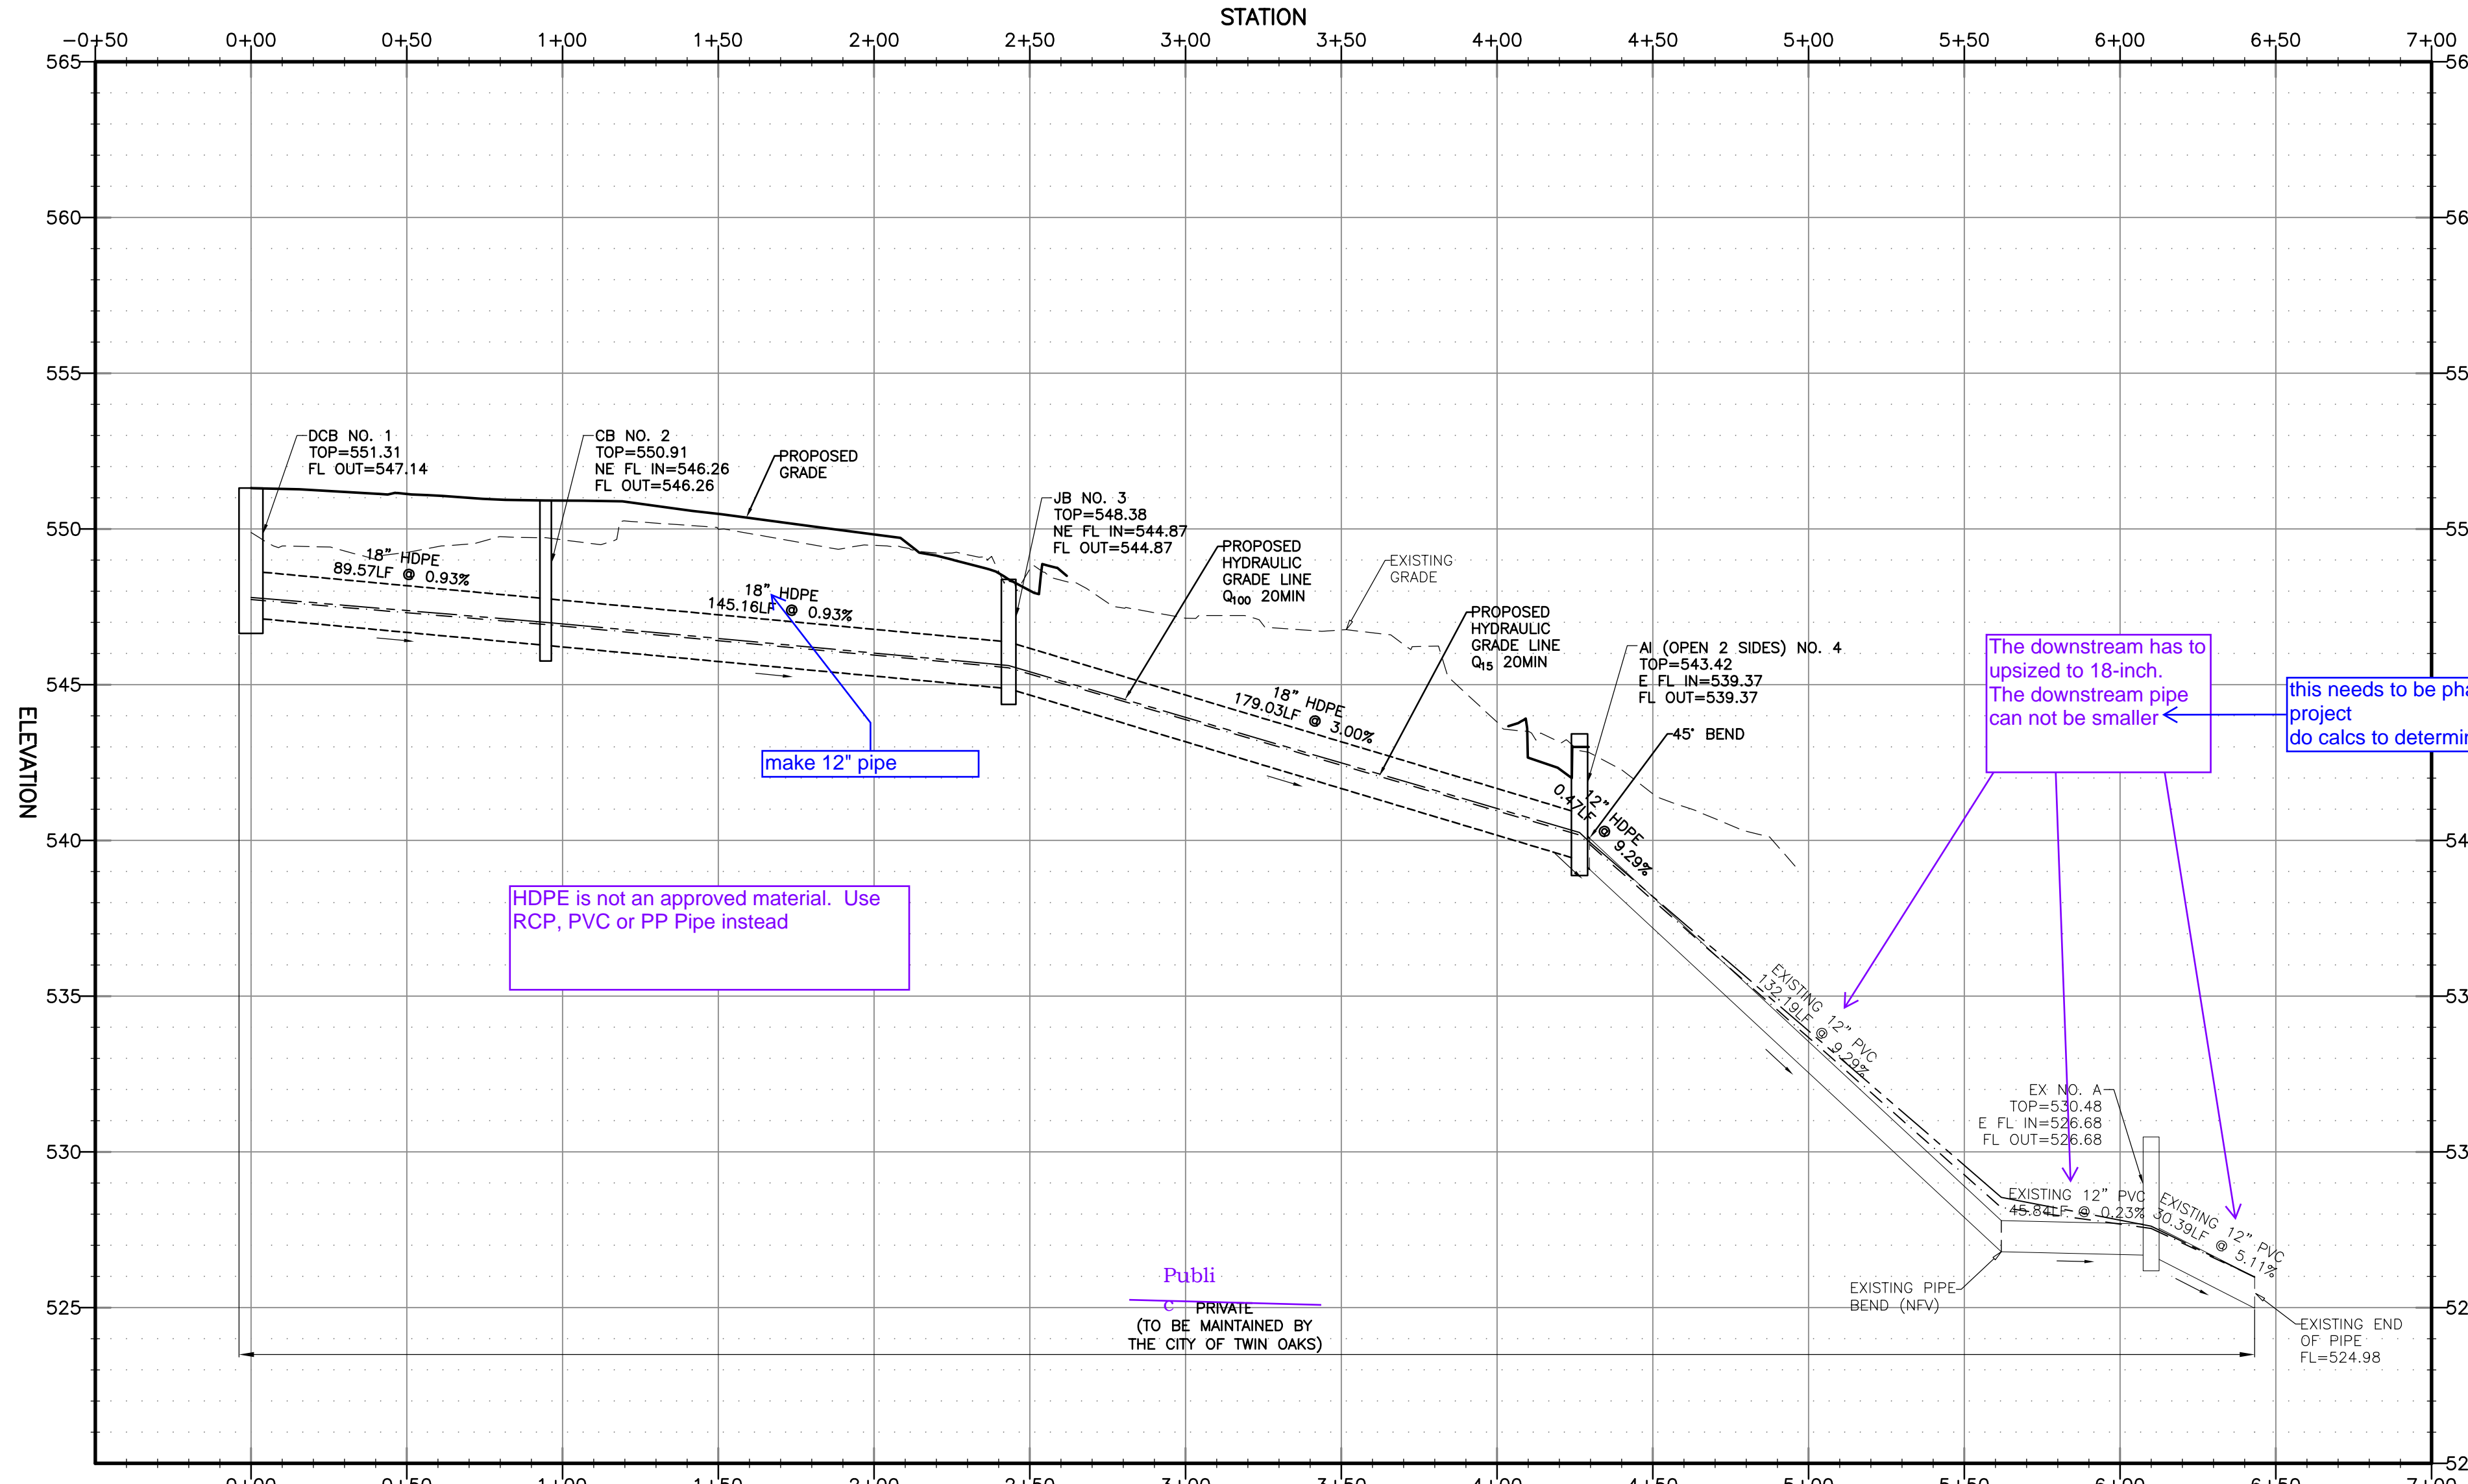 STATION
−0+50 0+00 0+50 1+00 1+50 2+00 2+50 3+00 3+50 4+00 4+50 5+00 5+50 6+00 6+50 7+00
565
560
555
550
545
540
535
530
525
ELEVATION
DCB NO. 1
TOP=551.31
FL OUT=547.14
CB NO. 2
TOP=550.91
NE FL IN=546.26
FL OUT=546.26
PROPOSED
GRADE
JB NO. 3
TOP=548.38
NE FL IN=544.87
FL OUT=544.87
PROPOSED
HYDRAULIC
GRADE LINE
Q100 20MIN
EXISTING
GRADE
PROPOSED
HYDRAULIC
GRADE LINE
Q15 20MIN
AI (OPEN 2 SIDES) NO. 4
TOP=543.42
E FL IN=539.37
FL OUT=539.37
45° BEND
18" HDPE
89.57LF @ 0.93%
18" HDPE
145.16LF @ 0.93%
18" HDPE
179.03LF @ 3.00%
12" HDPE
0.47LF @ 9.29%
make 12" pipe
HDPE is not an approved material. Use
RCP, PVC or PP Pipe instead
The downstream has to
upsized to 18-inch.
The downstream pipe
can not be smaller
this needs to be pha
project
do calcs to determin
EXISTING 12" PVC
132.19LF @ 9.29%
EX NO. A
TOP=530.48
E FL IN=526.68
FL OUT=526.68
EXISTING 12" PVC
45.84LF @ 0.23%
EXISTING 12" PVC
30.39LF @ 5.11%
EXISTING PIPE
BEND (NFV)
EXISTING END
OF PIPE
FL=524.98
Publi
c
PRIVATE
(TO BE MAINTAINED BY
THE CITY OF TWIN OAKS)